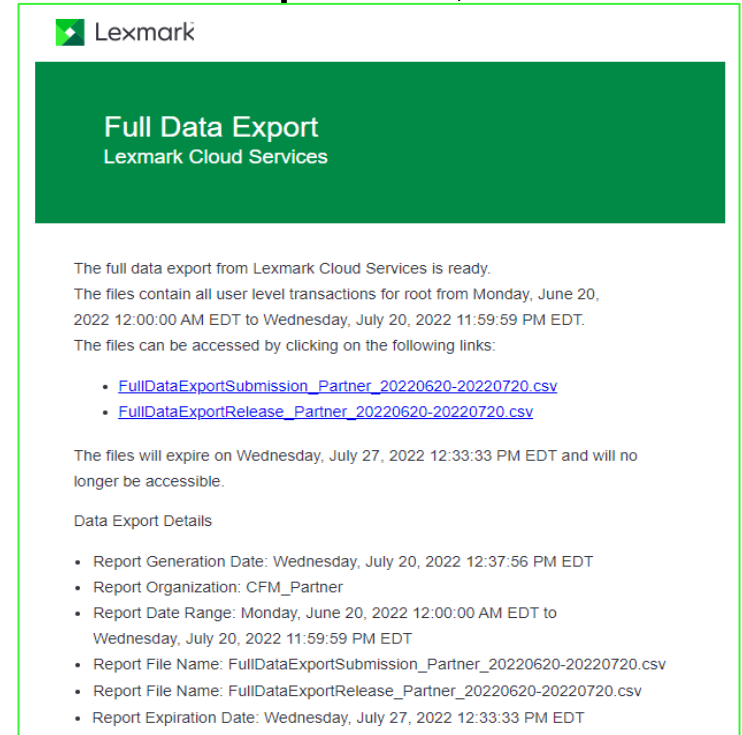 Lexmark
Full Data Export
Lexmark Cloud Services
The full data export from Lexmark Cloud Services is ready.
The files contain all user level transactions for root from Monday, June 20,
2022 12:00:00 AM EDT to Wednesday, July 20, 2022 11:59:59 PM EDT.
The files can be accessed by clicking on the following links:
• FullDataExportSubmission_Partner_20220620-20220720.csv
• FullDataExportRelease_Partner_20220620-20220720.csv
The files will expire on Wednesday, July 27, 2022 12:33:33 PM EDT and will no
longer be accessible.
Data Export Details
• Report Generation Date: Wednesday, July 20, 2022 12:37:56 PM EDT
• Report Organization: CFM_Partner
• Report Date Range: Monday, June 20, 2022 12:00:00 AM EDT to
Wednesday, July 20, 2022 11:59:59 PM EDT
• Report File Name: FullDataExportSubmission_Partner_20220620-20220720.csv
• Report File Name: FullDataExportRelease_Partner_20220620-20220720.csv
• Report Expiration Date: Wednesday, July 27, 2022 12:33:33 PM EDT